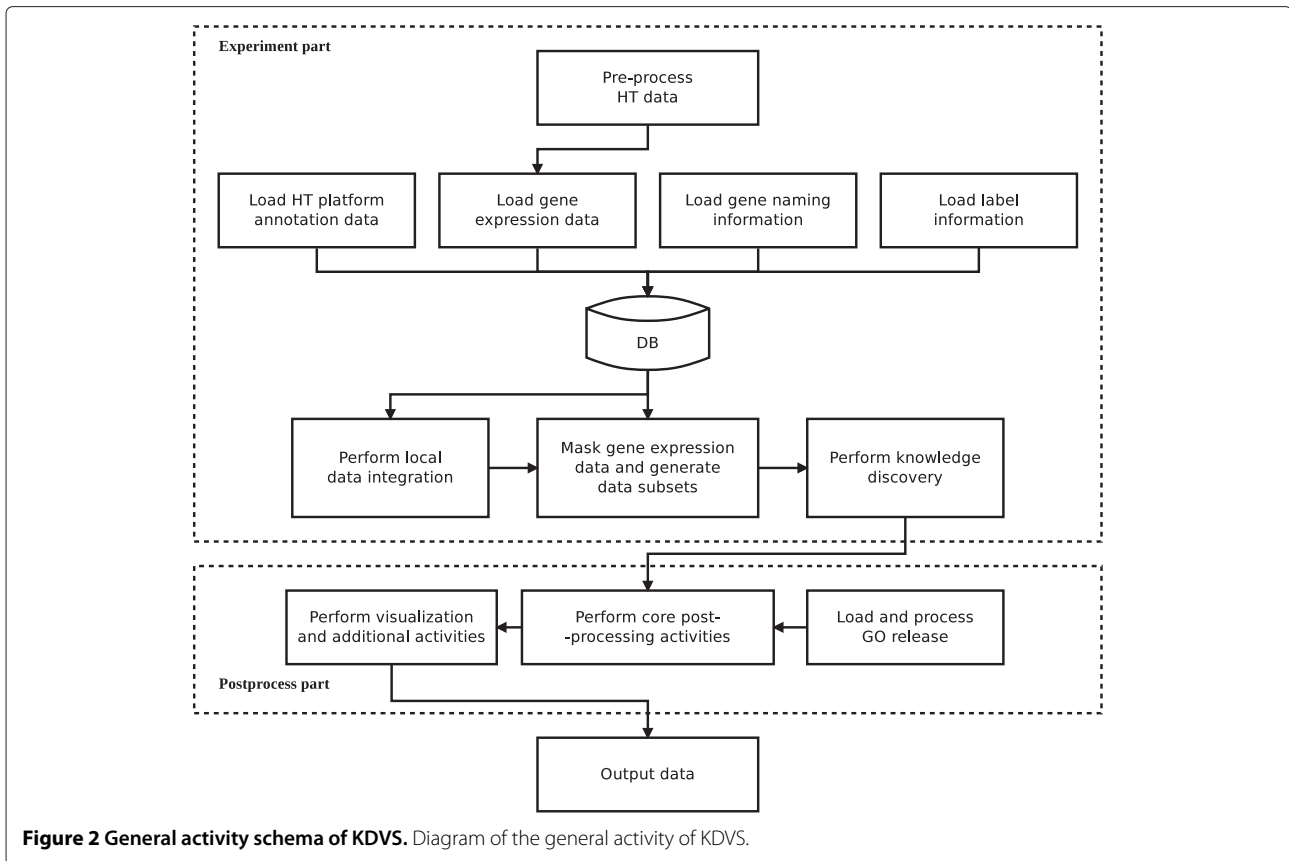 Experiment part
Pre-process
HT data
Load HT platform
annotation data
Load gene
expression data
Load gene naming
information
Load label
information
DB
Perform local
data integration
Mask gene expression
data and generate
data subsets
Perform knowledge
discovery
Perform visualization
and additional activities
Perform core post-
-processing activities
Load and process
GO release
Postprocess part
Output data
Figure 2 General activity schema of KDVS. Diagram of the general activity of KDVS.